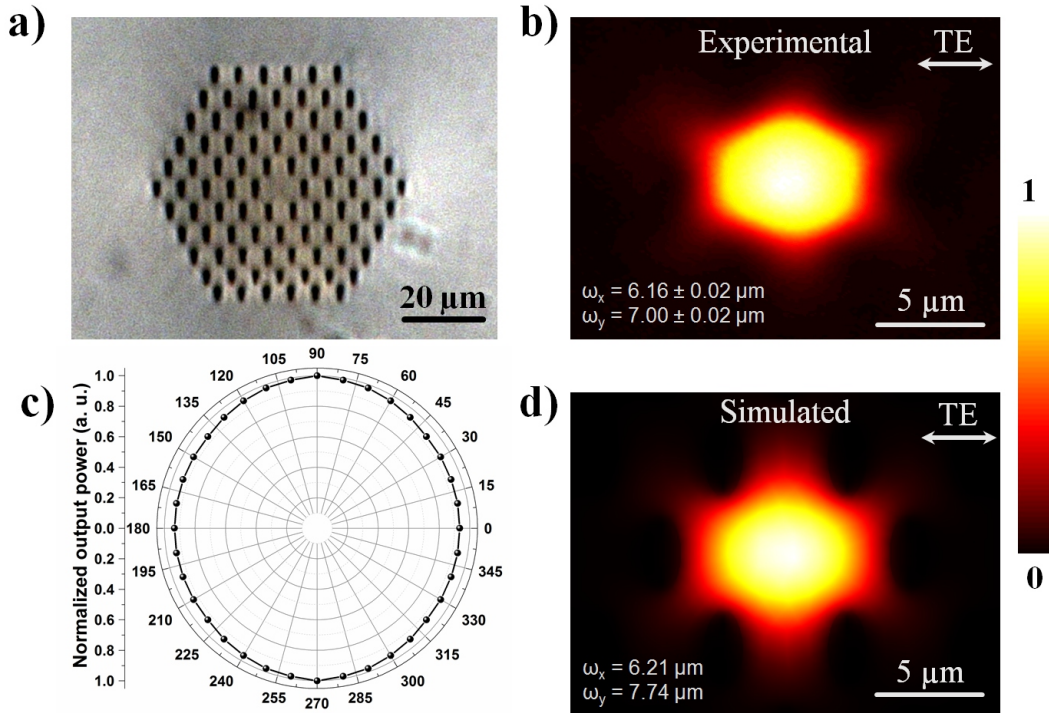 a)
20 µm
b)
Experimental
TE
ωx = 6.16 ± 0.02 µm
ωy = 7.00 ± 0.02 µm
5 µm
1
0
c)
Normalized output power (a. u.)
1.0
0.8
0.6
0.4
0.2
0.0
0.2
0.4
0.6
0.8
1.0
90
75
60
45
30
15
0
345
330
315
300
285
270
255
240
225
210
195
180
165
150
135
120
105
d)
Simulated
TE
ωx = 6.21 µm
ωy = 7.74 µm
5 µm